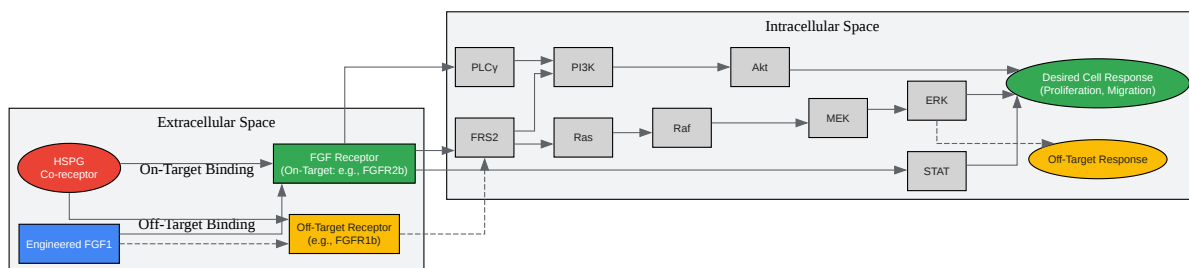 Intracellular Space
PLCγ
PI3K
Akt
Desired Cell Response
(Proliferation, Migration)
ERK
MEK
Extracellular Space
FRS2
Ras
Raf
HSPG
Co-receptor
On-Target Binding
FGF Receptor
(On-Target: e.g., FGFR2b)
Off-Target Response
STAT
Off-Target Binding
Engineered FGF1
Off-Target Receptor
(e.g., FGFR1b)